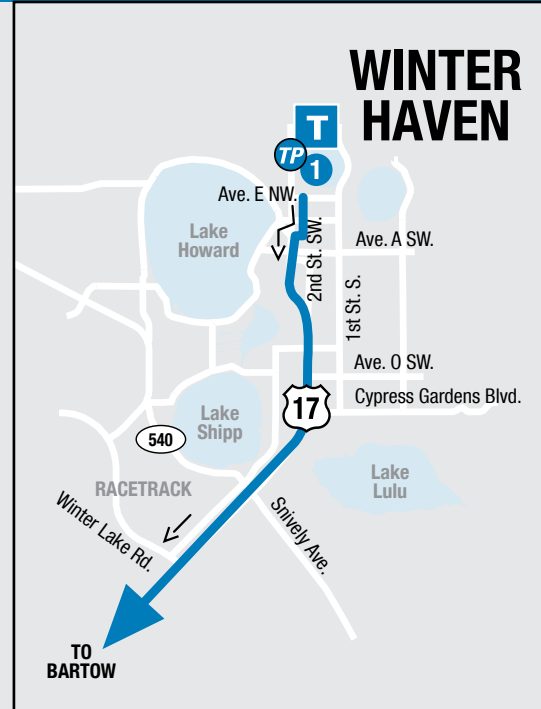 WINTER
HAVEN
T
TP
1
Ave. E NW.
Lake
Howard
2nd St. SW.
1st St. S.
Ave. A SW.
Ave. O SW.
17
Cypress Gardens Blvd.
Lake
Shipp
540
Lake
Lulu
RACETRACK
Winter Lake Rd.
Snively Ave.
TO
BARTOW